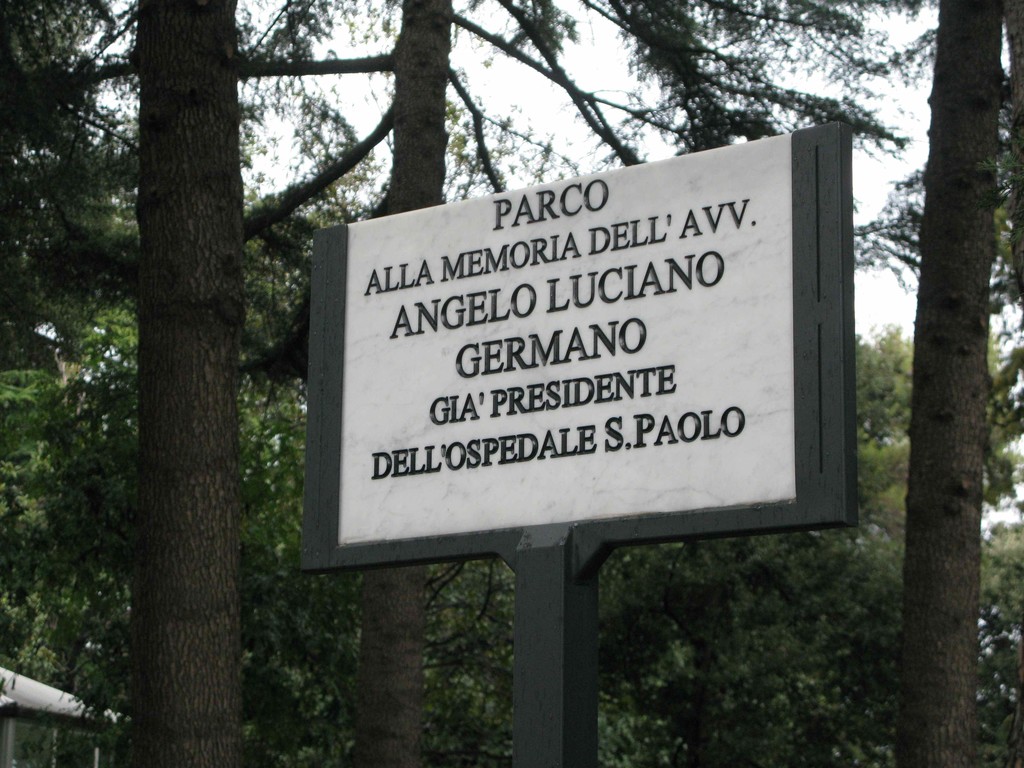 PARCO
ALLA MEMORIA DELL' AVV.
ANGELO LUCIANO
GERMANO
GIA' PRESIDENTE
DELL'OSPEDALE S.PAOLO